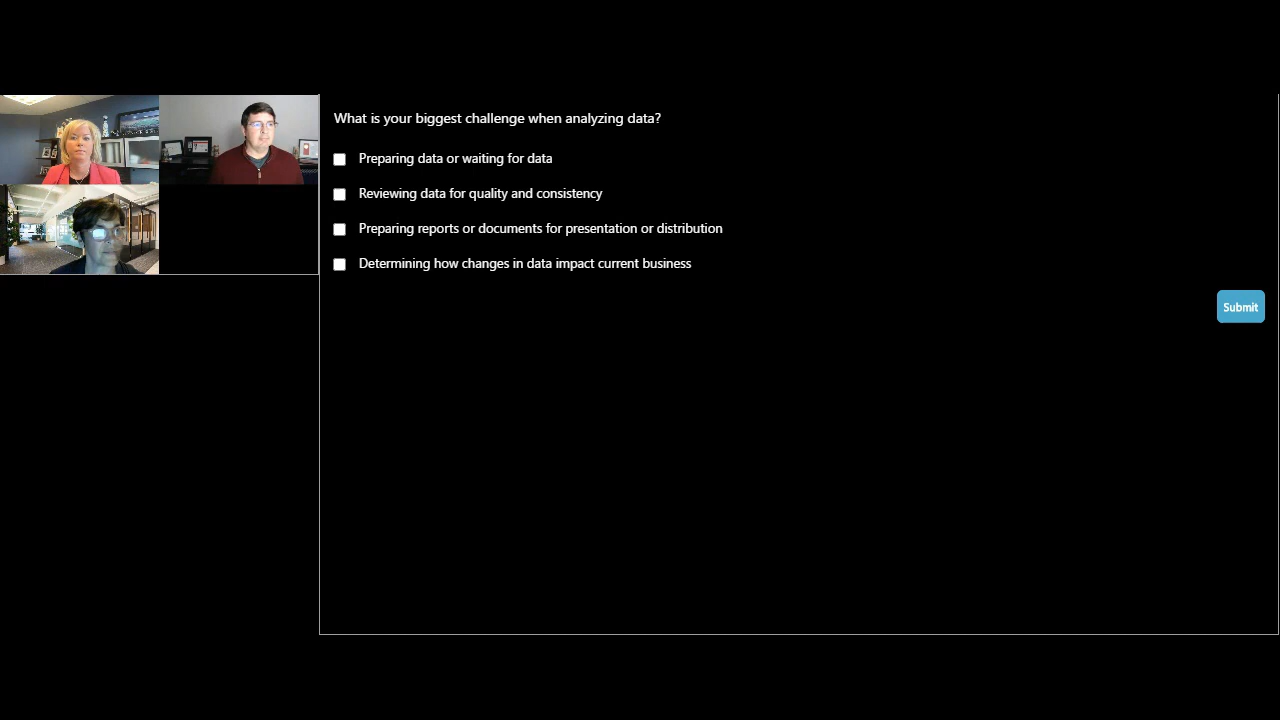 What is your biggest challenge when analyzing data?
Preparing data or waiting for data
Reviewing data for quality and consistency
Preparing reports or documents for presentation or distribution
Determining how changes in data impact current business
Submit